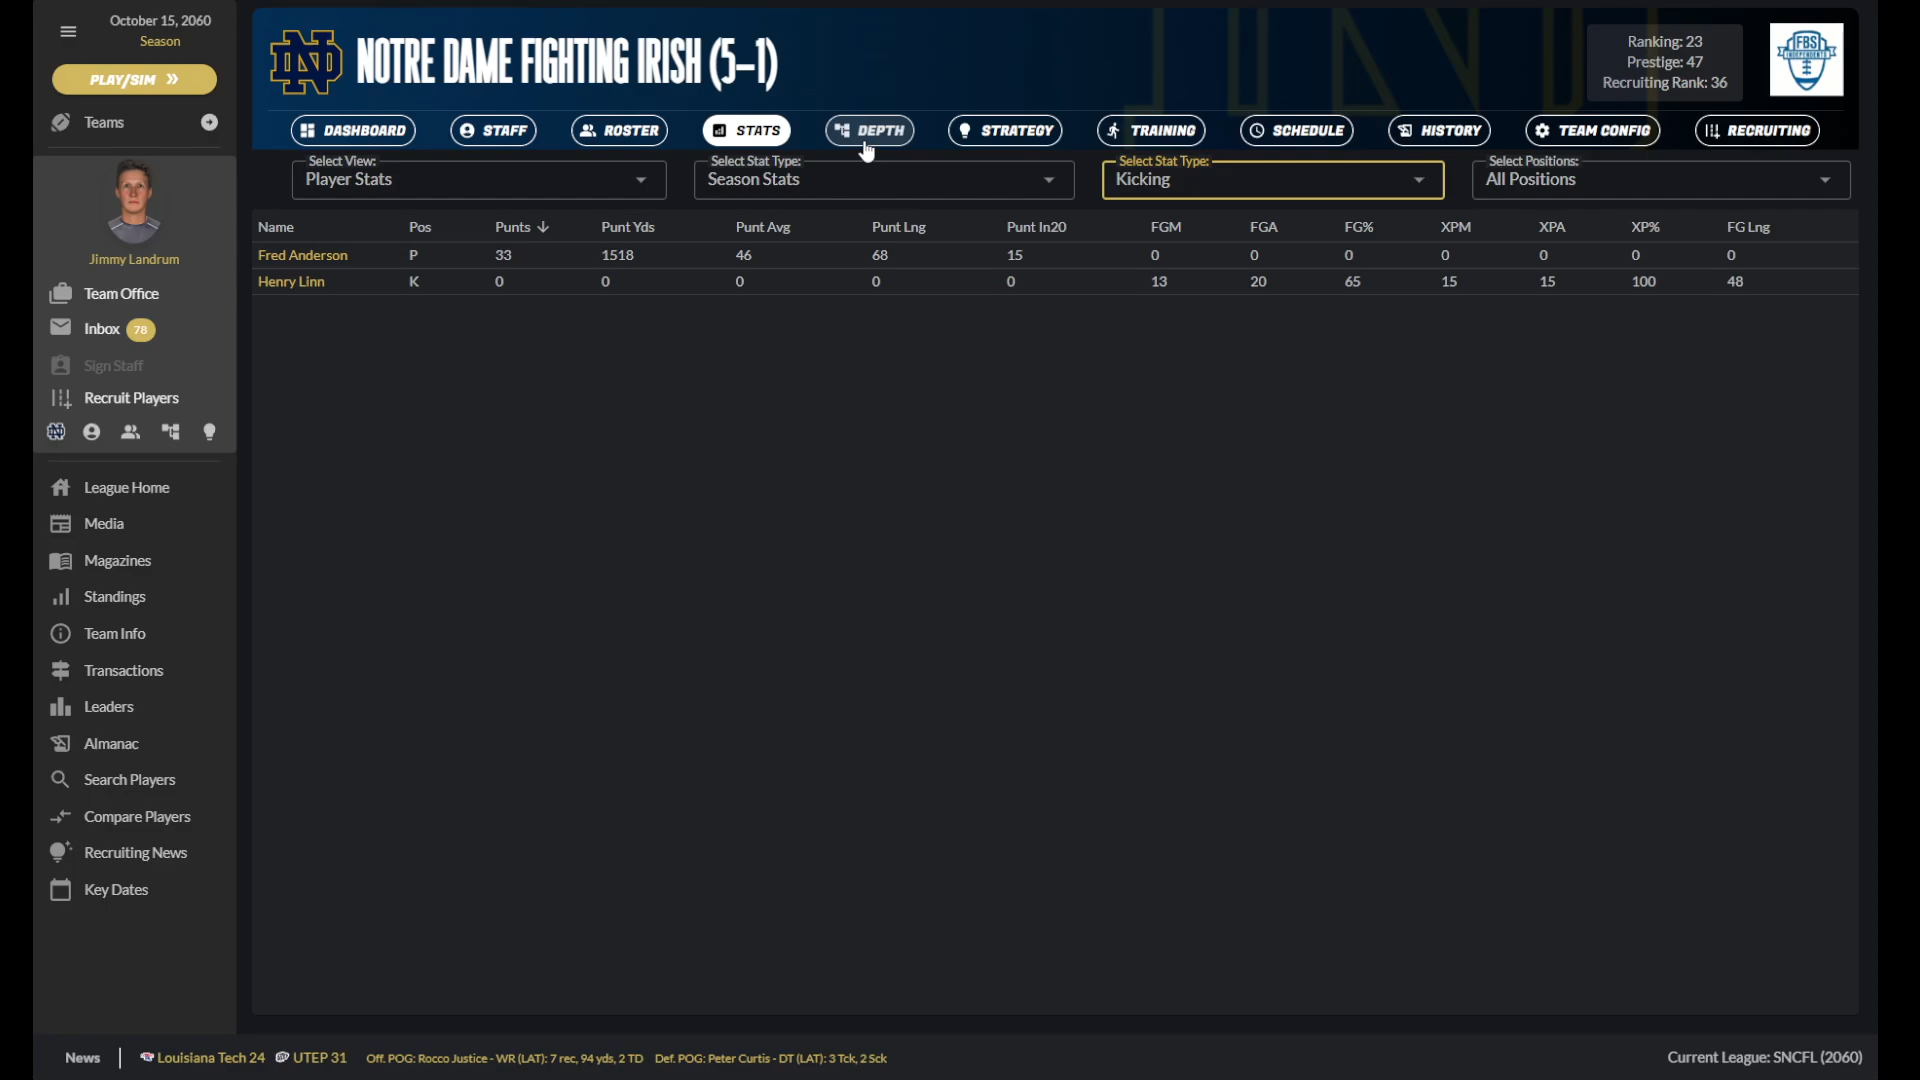 October 15, 2060
Season
PLAY/SIM
Teams
Jimmy Landrum
Team Office
Inbox 78
Sign Staff
Recruit Players
League Home
Media
Magazines
Standings
Team Info
Transactions
Leaders
Almanac
Search Players
Compare Players
Recruiting News
Key Dates
NOTRE DAME FIGHTING IRISH (5-1)
Ranking: 23
Prestige: 47
Recruiting Rank: 36
FBS
INDEPENDENTS
DASHBOARD STAFF ROSTER STATS DEPTH STRATEGY TRAINING SCHEDULE HISTORY TEAM CONFIG RECRUITING
Select View: Select Stat Type: Select Stat Type: Select Positions:
Player Stats Season Stats Kicking All Positions
Name Pos Punts Punt Yds Punt Avg Punt Lng Punt In20 FGM FGA FG% XPM XPA XP% FG Lng
Fred Anderson P 33 1518 46 68 15 0 0 0 0 0 0 0
Henry Linn K 0 0 0 0 0 13 20 65 15 15 100 48
News Louisiana Tech 24 UTEP 31 Off. POG: Rocco Justice - WR (LAT): 7 rec, 94 yds, 2 TD Def. POG: Peter Curtis - DT (LAT): 3 Tck, 2 Sck Current League: SNCFL (2060)